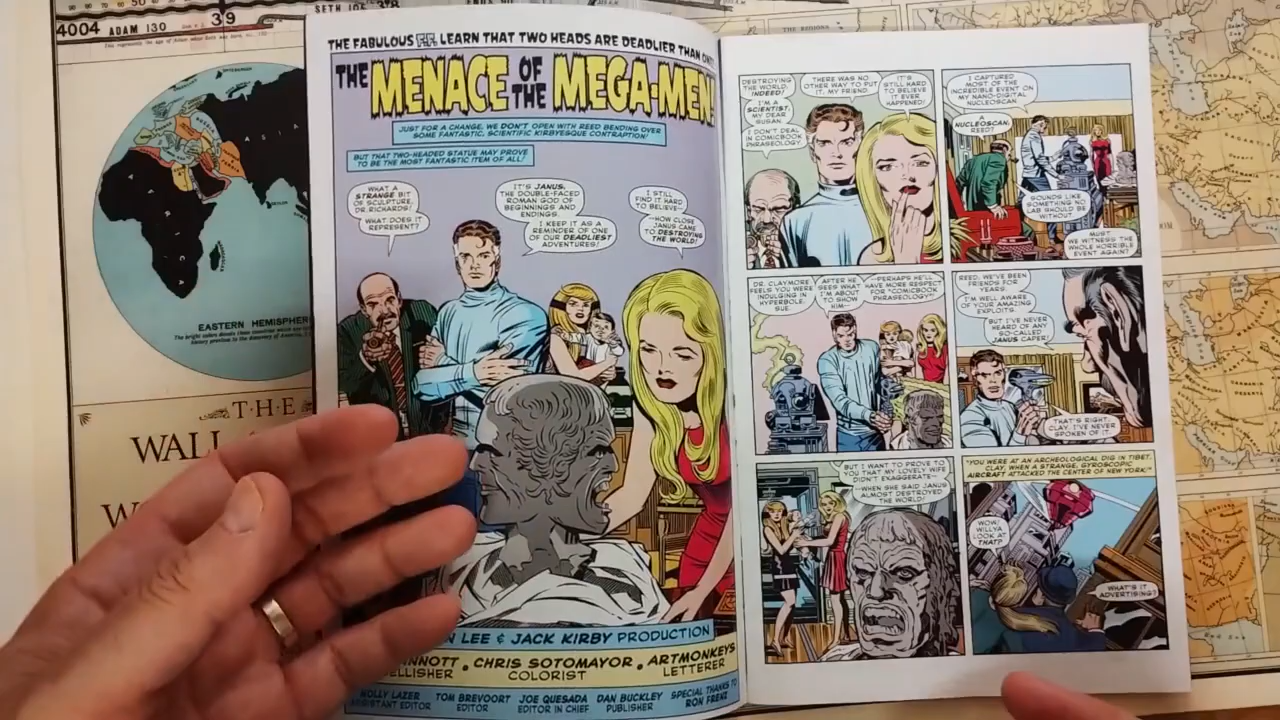 4004 ADAM 130
39
EASTERN HEMISPHER
THE
WALL
W
THE FABULOUS F.F. LEARN THAT TWO HEADS ARE DEADLIER THAN ONE!
THE MENACE OF THE MEGA-MEN!
JUST FOR A CHANGE, WE DON'T OPEN WITH REED BENDING OVER
SOME FANTASTIC, SCIENTIFIC KIRBYESQUE CONTRAPTION!
BUT THAT TWO-HEADED STATUE MAY PROVE
TO BE THE MOST FANTASTIC ITEM OF ALL!
WHAT A
STRANGE BIT
OF SCULPTURE,
DR. RICHARDS!
WHAT DOES IT
REPRESENT?
IT'S JANUS,
THE DOUBLE-FACED
ROMAN GOD OF
BEGINNINGS AND
ENDINGS.
I KEEP IT AS A
REMINDER OF ONE
OF OUR DEADLIEST
ADVENTURES!
I STILL
FIND IT HARD
TO BELIEVE--
--HOW CLOSE
JANUS CAME
TO DESTROYING
THE WORLD!
N LEE & JACK KIRBY PRODUCTION
NNOTT
ELLISHER
CHRIS SOTOMAYOR
COLORIST
ARTMONKEYS
LETTERER
MOLLY LAZER
ASSISTANT EDITOR
TOM BREVOORT
EDITOR
JOE QUESADA
EDITOR IN CHIEF
DAN BUCKLEY
PUBLISHER
SPECIAL THANKS TO
RON FRENZ
DESTROYING
THE WORLD,
INDEED!
I'M A
SCIENTIST,
MY DEAR
SUSAN.
I DON'T DEAL
IN COMICBOOK
PHRASEOLOGY.
THERE WAS NO
OTHER WAY TO PUT
IT, MY FRIEND.
IT'S
STILL HARD
TO BELIEVE
IT EVER
HAPPENED!
I CAPTURED
MOST OF THE
INCREDIBLE EVENT ON
MY NANO-DIGITAL
NUCLEOSCAN.
A
NUCLEOSCAN,
REED?
SOUNDS LIKE
SOMETHING NO
LAB SHOULD BE
WITHOUT.
MUST
WE WITNESS THE
WHOLE HORRIBLE
EVENT AGAIN?
DR. CLAYMORE
FEELS YOU WERE
INDULGING IN
HYPERBOLE,
SUE.
AFTER HE
SEES WHAT
I'M ABOUT
TO SHOW
HIM--
--PERHAPS HE'LL
HAVE MORE RESPECT
FOR "COMICBOOK
PHRASEOLOGY!"
REED, WE'VE BEEN
FRIENDS FOR
YEARS.
I'M WELL AWARE
OF YOUR AMAZING
EXPLOITS.
BUT I'VE NEVER
HEARD OF ANY
SO-CALLED
JANUS CAPER!
THAT'S RIGHT,
CLAY. I'VE NEVER
SPOKEN OF IT.
BUT I WANT TO PROVE TO
YOU THAT MY LOVELY WIFE
DIDN'T EXAGGERATE--
--WHEN SHE SAID JANUS
ALMOST DESTROYED
THE WORLD!
"YOU WERE AT AN ARCHEOLOGICAL DIG IN TIBET,
CLAY, WHEN A STRANGE, GYROSCOPIC
AIRCRAFT ATTACKED THE CENTER OF NEW YORK!"
WOW!
WILLYA
LOOK AT
THAT?
WHAT'S IT
ADVERTISING?